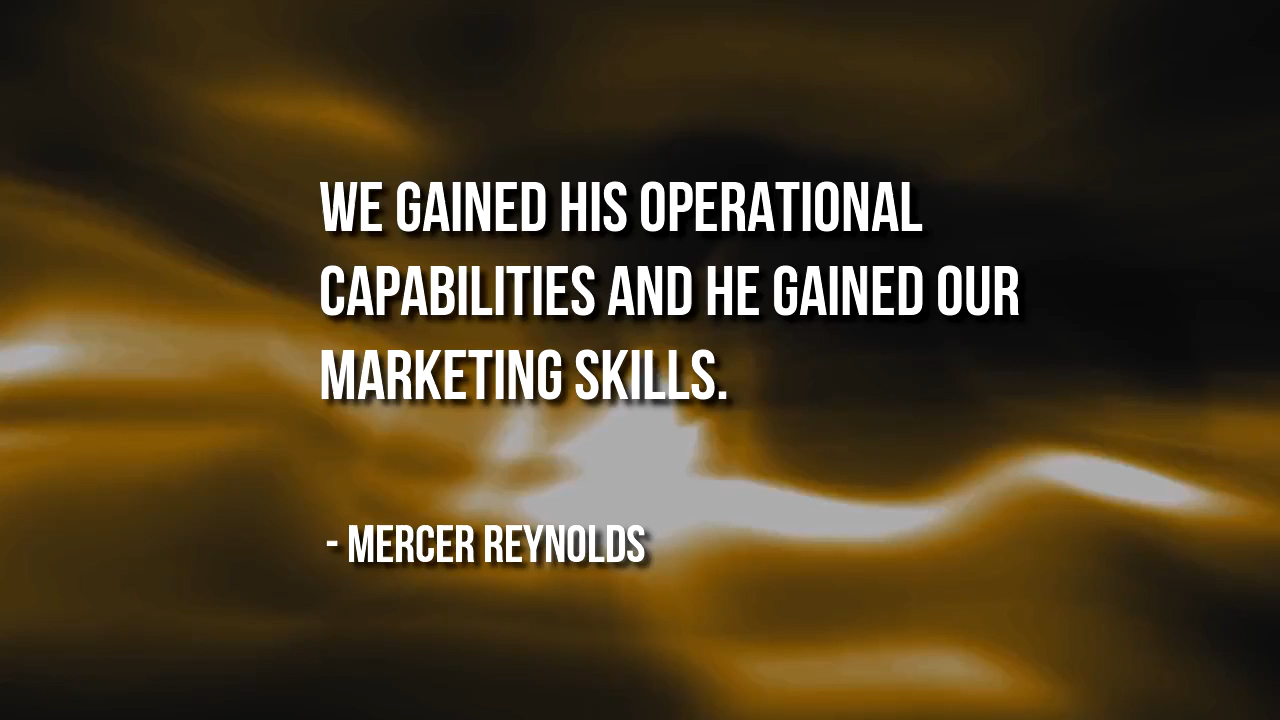 WE GAINED HIS OPERATIONAL
CAPABILITIES AND HE GAINED OUR
MARKETING SKILLS.
- MERCER REYNOLDS